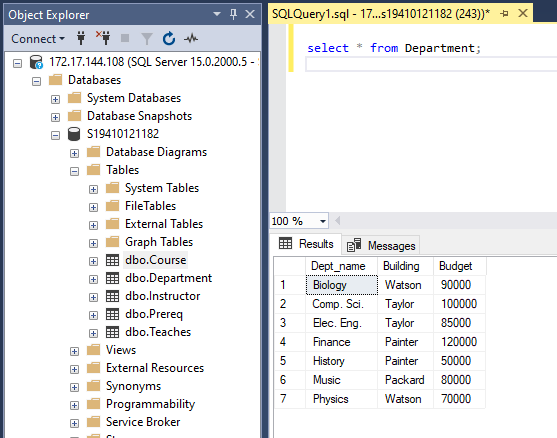 Object Explorer
Connect
172.17.144.108 (SQL Server 15.0.2000.5 -
Databases
System Databases
Database Snapshots
S19410121182
Database Diagrams
Tables
System Tables
FileTables
External Tables
Graph Tables
dbo.Course
dbo.Department
dbo.Instructor
dbo.Prereq
dbo.Teaches
Views
External Resources
Synonyms
Programmability
Service Broker
SQLQuery1.sql - 17...s19410121182 (243))*
select * from Department;
100 %
Results Messages
Dept_name Building Budget
1 Biology Watson 90000
2 Comp. Sci. Taylor 100000
3 Elec. Eng. Taylor 85000
4 Finance Painter 120000
5 History Painter 50000
6 Music Packard 80000
7 Physics Watson 70000